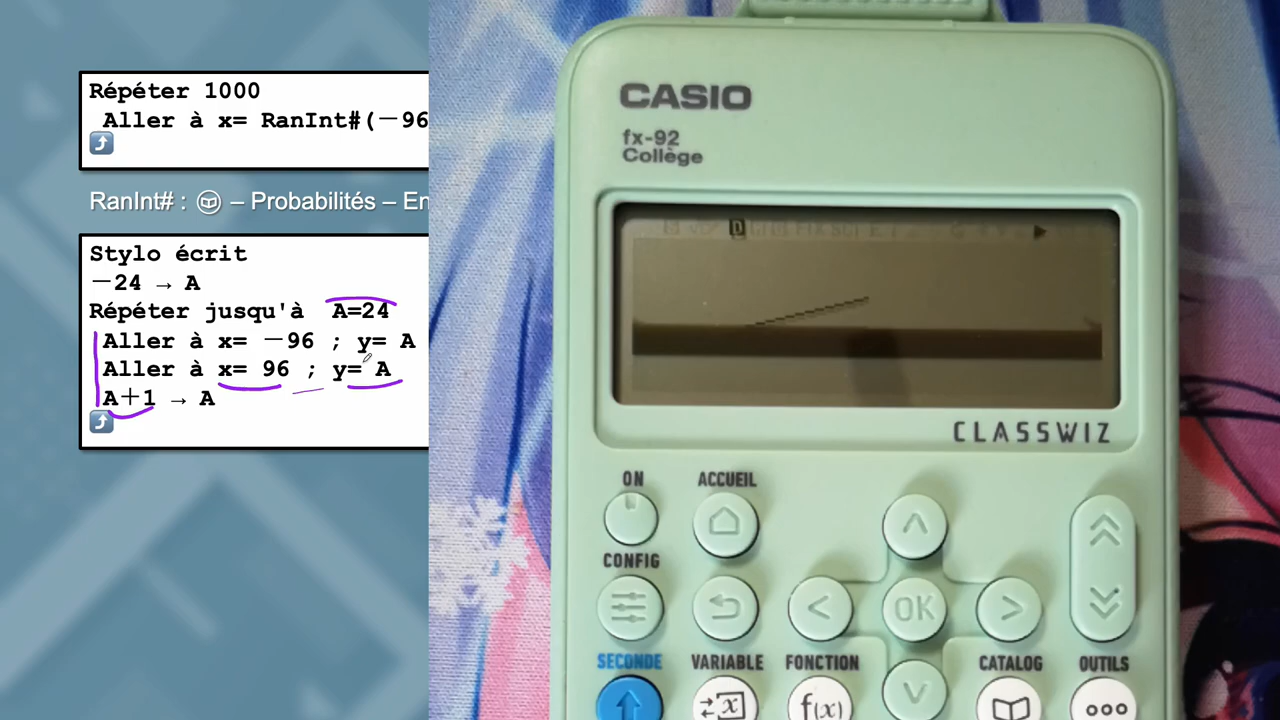 Répéter 1000
Aller à x= RanInt#(−96
RanInt# : – Probabilités – En
Stylo écrit
−24 → A
Répéter jusqu'à A=24
Aller à x= −96 ; y= A
Aller à x= 96 ; y= A
A+1 → A
CASIO
fx-92
Collège
D
CLASSWIZ
ON
ACCUEIL
CONFIG
OK
SECONDE VARIABLE FONCTION CATALOG OUTILS
x f(x)